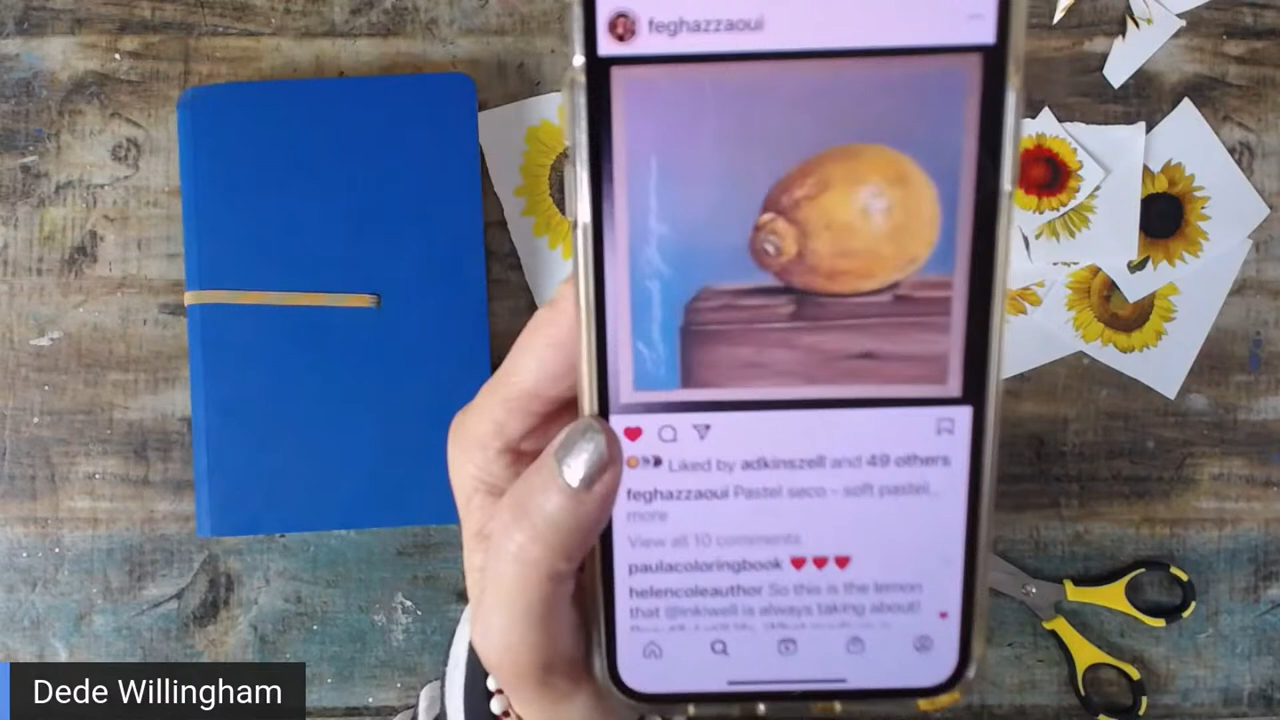 feghazzaoui
Liked by adkinszell and 49 others
feghazzaoui Pastel seco - soft pastel...
more
View all 10 comments
paulacoloringbook ❤️❤️❤️
helencoleauthor So this is the lemon
that @inkiwell is always taking about!
Dede Willingham